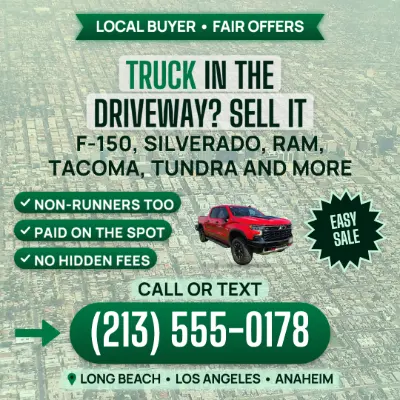 LOCAL BUYER • FAIR OFFERS
TRUCK IN THE
DRIVEWAY? SELL IT
F-150, SILVERADO, RAM,
TACOMA, TUNDRA AND MORE
NON-RUNNERS TOO
PAID ON THE SPOT
NO HIDDEN FEES
EASY
SALE
CALL OR TEXT
(213) 555-0178
LONG BEACH • LOS ANGELES • ANAHEIM